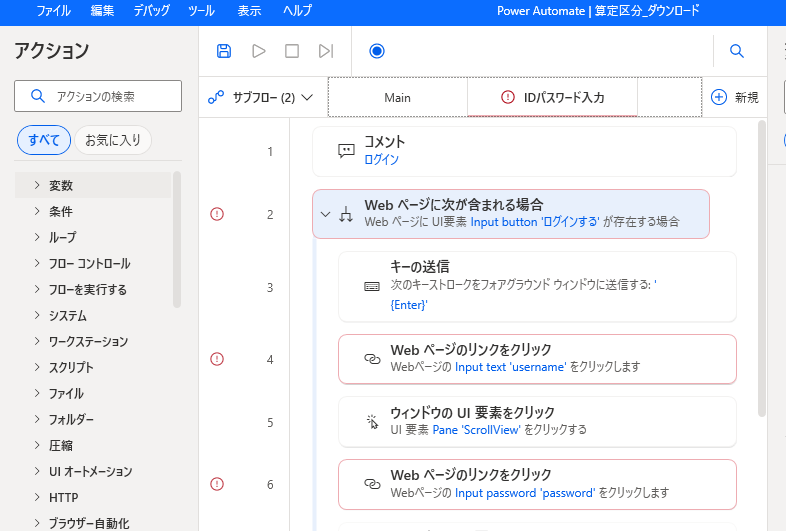 ファイル 編集 デバッグ ツール 表示 ヘルプ Power Automate | 算定区分_ダウンロード
アクション
アクションの検索
すべて お気に入り
変数
条件
ループ
フロー コントロール
フローを実行する
システム
ワークステーション
スクリプト
ファイル
フォルダー
圧縮
UI オートメーション
HTTP
ブラウザー自動化
サブフロー (2) Main IDパスワード入力 新規
1 コメント
ログイン
2 Web ページに次が含まれる場合
Web ページに UI要素 Input button 'ログインする' が存在する場合
3 キーの送信
次のキーストロークをフォアグラウンド ウィンドウに送信する: '
{Enter}'
4 Web ページのリンクをクリック
Webページの Input text 'username' をクリックします
5 ウィンドウの UI 要素をクリック
UI 要素 Pane 'ScrollView' をクリックする
6 Web ページのリンクをクリック
Webページの Input password 'password' をクリックします